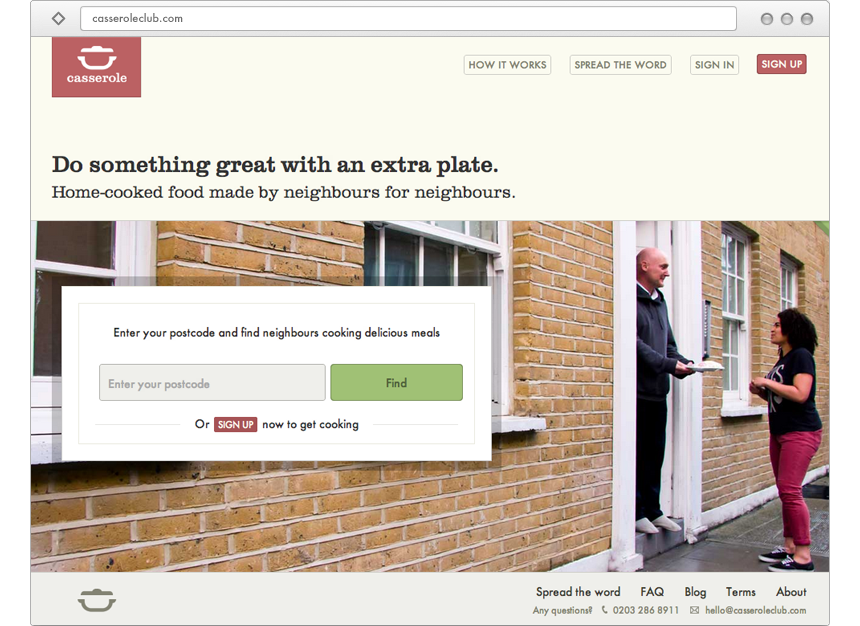 casseroleclub.com
casserole
HOW IT WORKS
SPREAD THE WORD
SIGN IN
SIGN UP
Do something great with an extra plate.
Home-cooked food made by neighbours for neighbours.
Enter your postcode and find neighbours cooking delicious meals
Enter your postcode
Find
Or SIGN UP now to get cooking
Spread the word FAQ Blog Terms About
Any questions? 0203 286 8911 hello@casseroleclub.com